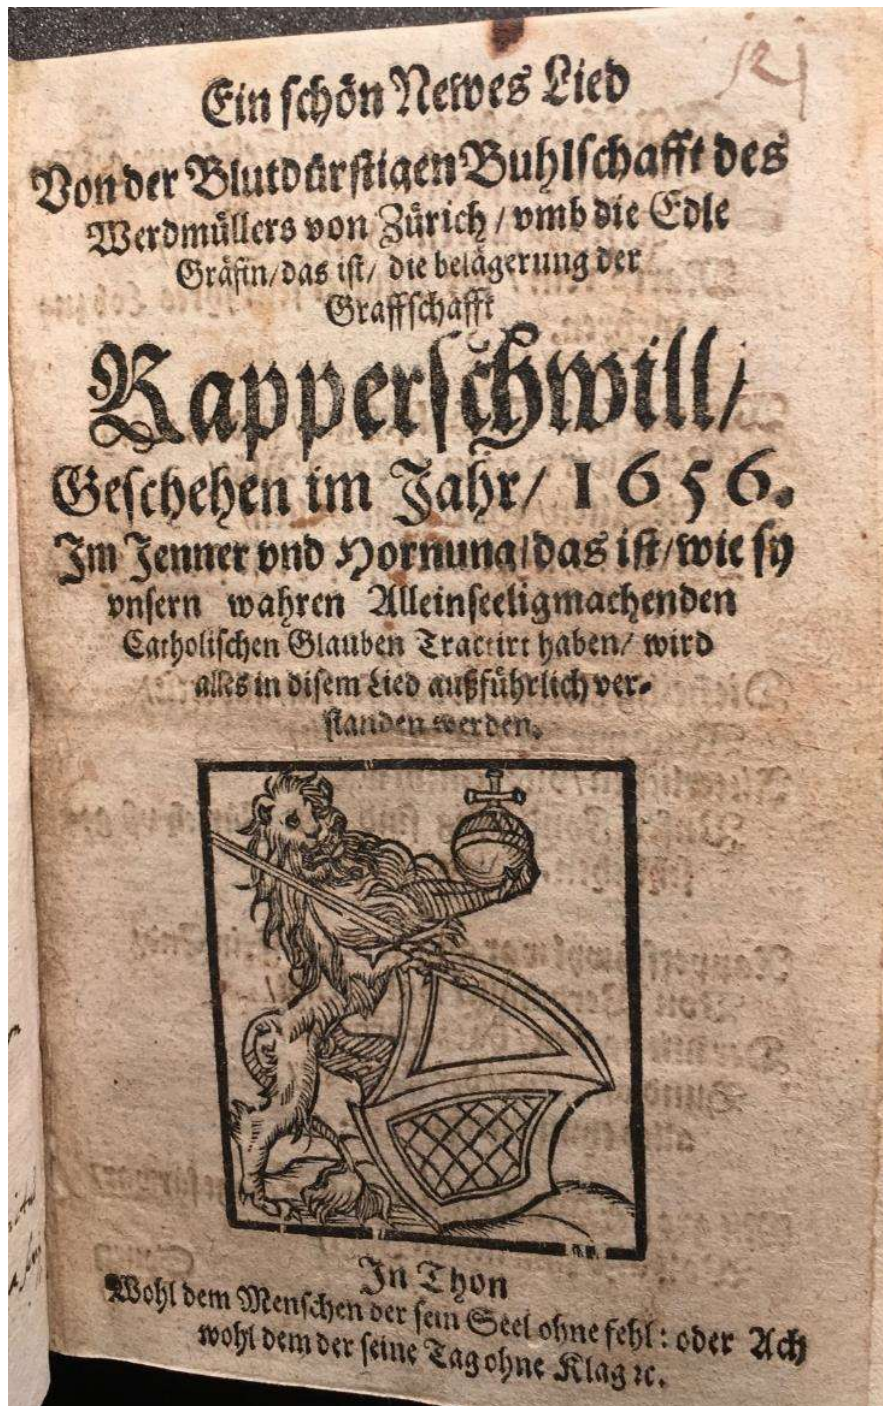 Ein schön Newes Lied
Von der Blutdürstigen Buhlschafft des
Werdmüllers von Zürich / vmb die Edle
Gräfin / das ist / die belägerung der
Graffschafft
Rapperschwill /
Geschehen im Jahr / 1656.
Im Jenner vnd Hornung / das ist / wie sy
vnsern wahren Alleinseeligmachenden
Catholischen Glauben Tractirt haben / wird
alles in disem Lied außführlich ver-
standen werden.
In Thon
Wohl dem Menschen der sein Seel ohne fehl: oder Ach
wohl dem der seine Tag ohne Klag ꝛc.